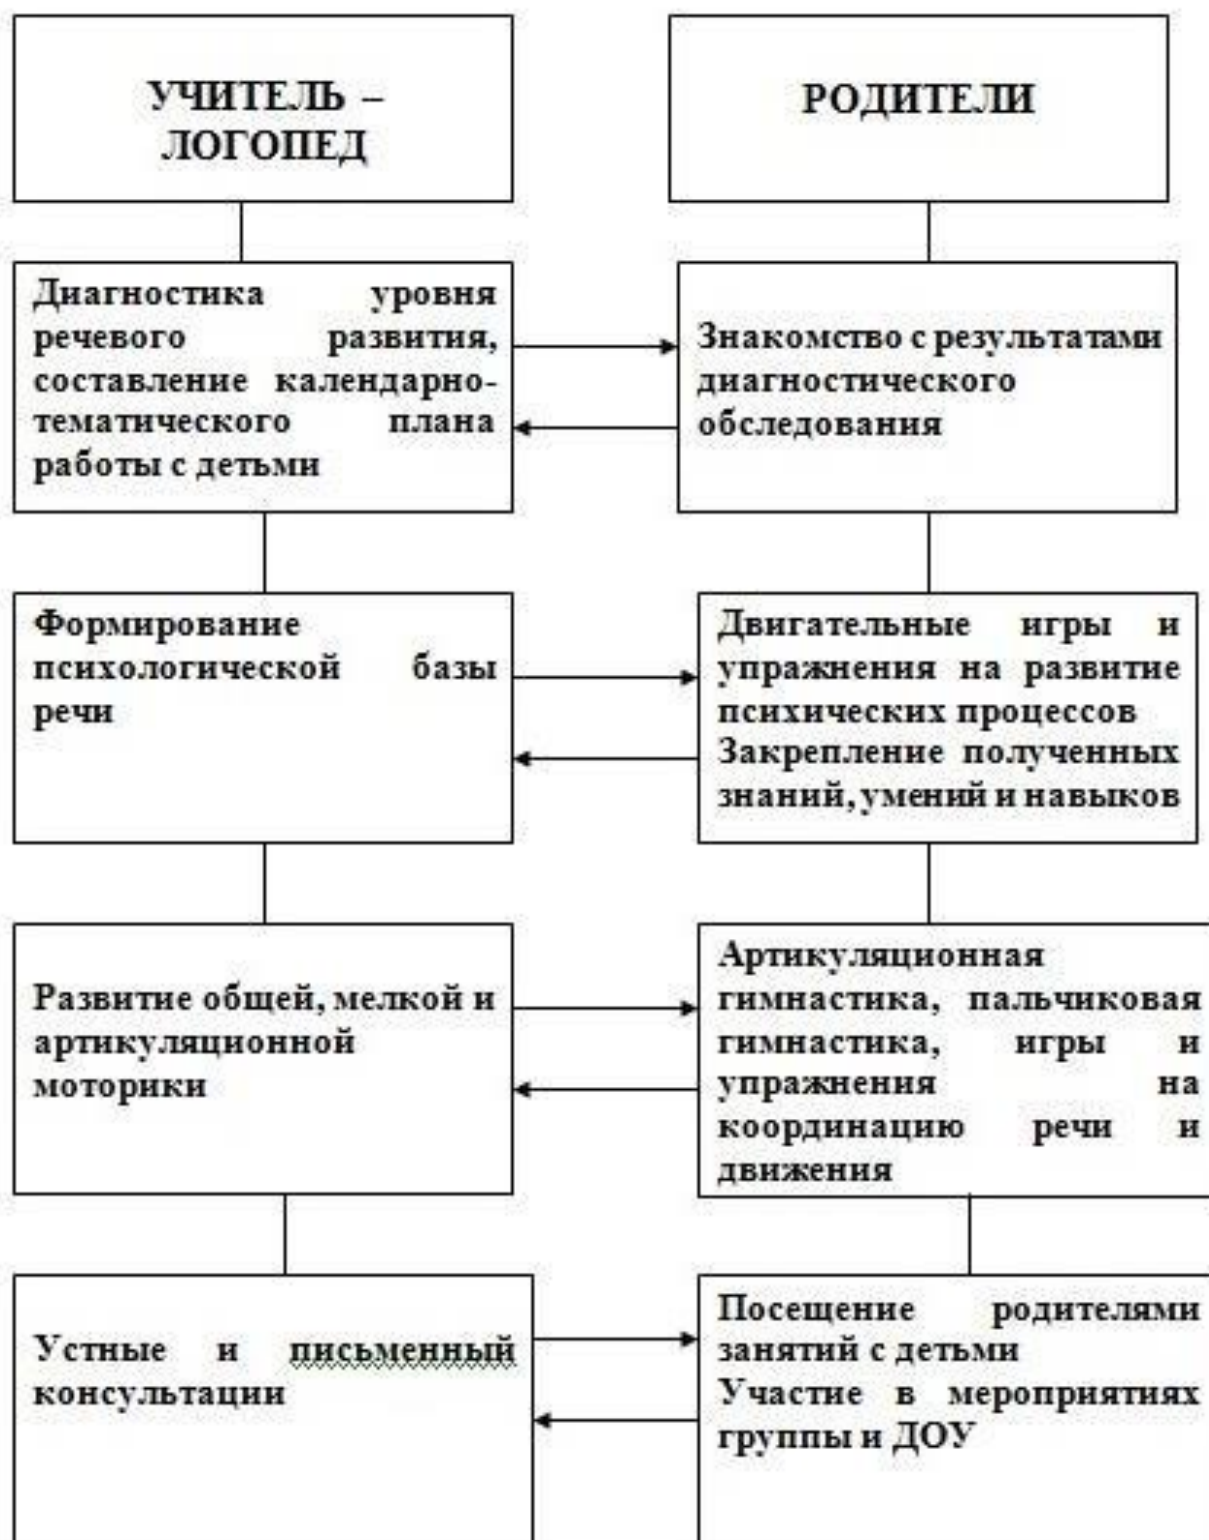 УЧИТЕЛЬ –
ЛОГОПЕД
РОДИТЕЛИ
Диагностика уровня
речевого развития,
составление календарно-
тематического плана
работы с детьми
Знакомство с результатами
диагностического
обследования
Формирование
психологической базы
речи
Двигательные игры и
упражнения на развитие
психических процессов
Закрепление полученных
знаний, умений и навыков
Развитие общей, мелкой и
артикуляционной
моторики
Артикуляционная
гимнастика, пальчиковая
гимнастика, игры и
упражнения на
координацию речи и
движения
Устные и письменный
консультации
Посещение родителями
занятий с детьми
Участие в мероприятиях
группы и ДОУ